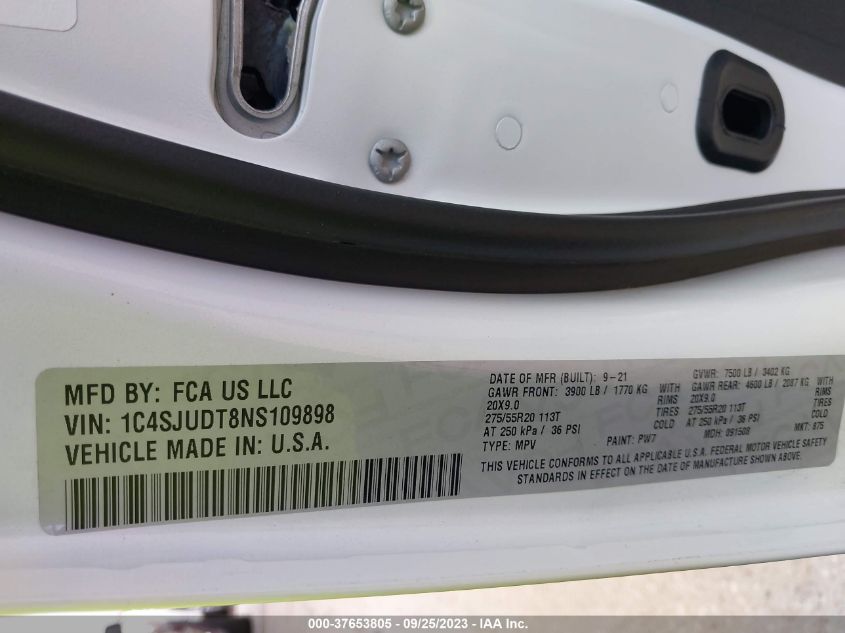 MFD BY: FCA US LLC
VIN: 1C4SJUDT8NS109898
VEHICLE MADE IN: U.S.A.
DATE OF MFR (BUILT): 9-21 GVWR: 7500 LB / 3402 KG
GAWR FRONT: 3900 LB / 1770 KG WITH GAWR REAR: 4600 LB / 2087 KG WITH
20X9.0 RIMS 20X9.0 RIMS
275/55R20 113T TIRES 275/55R20 113T TIRES
AT 250 kPa / 36 PSI AT 250 kPa / 36 PSI
TYPE: MPV PAINT: PW7 MDH: 091508 MKT: 875
THIS VEHICLE CONFORMS TO ALL APPLICABLE U.S.A. FEDERAL MOTOR VEHICLE SAFETY
STANDARDS IN EFFECT ON THE DATE OF MANUFACTURE SHOWN ABOVE.
000-37653805 - 09/25/2023 - IAA Inc.